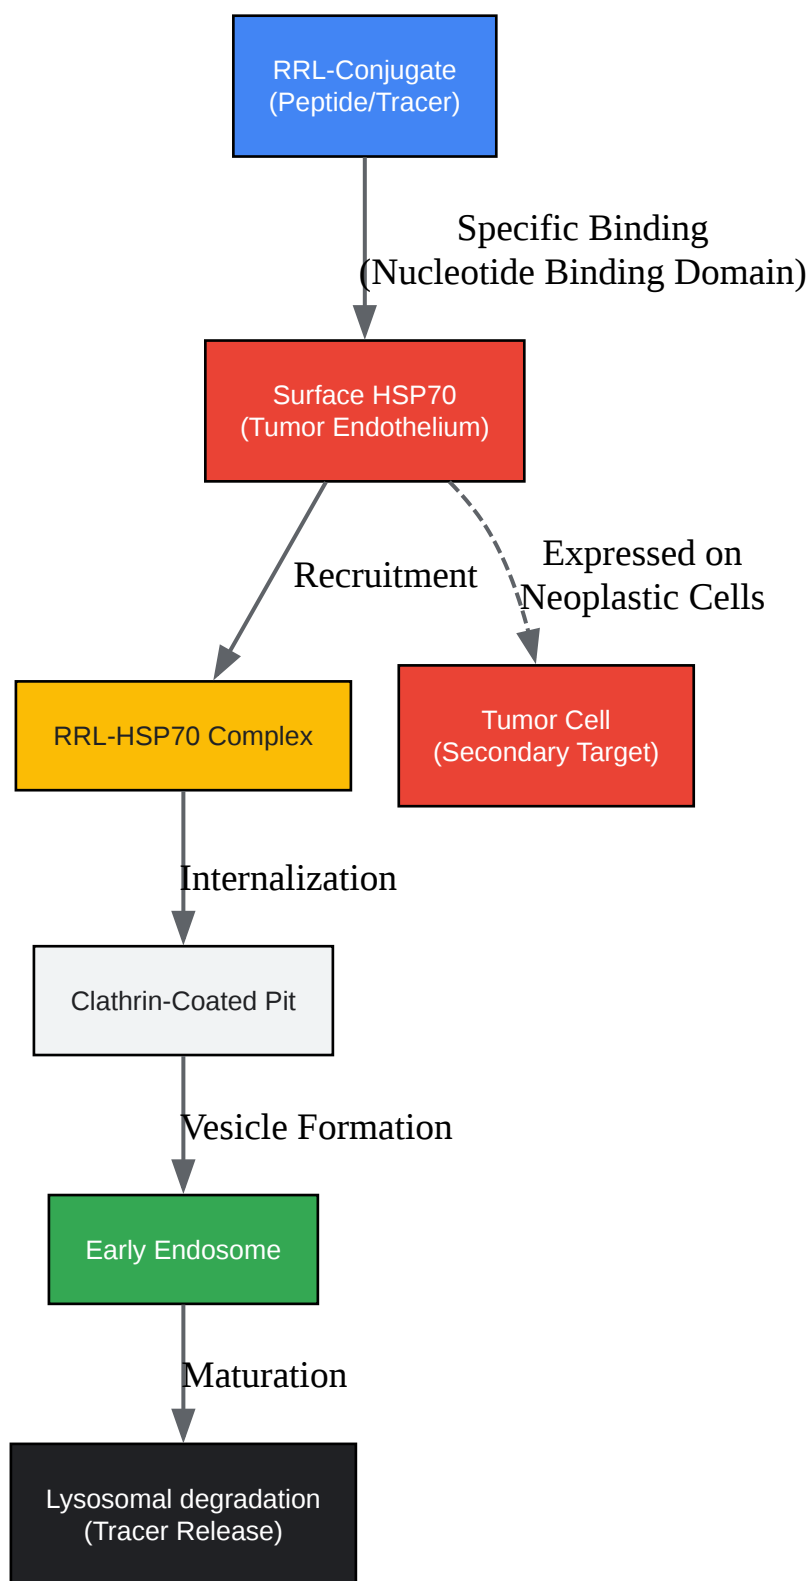 RRL-Conjugate
(Peptide/Tracer)
Specific Binding
(Nucleotide Binding Domain)
Surface HSP70
(Tumor Endothelium)
Recruitment
Expressed on
Neoplastic Cells
RRL-HSP70 Complex
Tumor Cell
(Secondary Target)
Internalization
Clathrin-Coated Pit
Vesicle Formation
Early Endosome
Maturation
Lysosomal degradation
(Tracer Release)